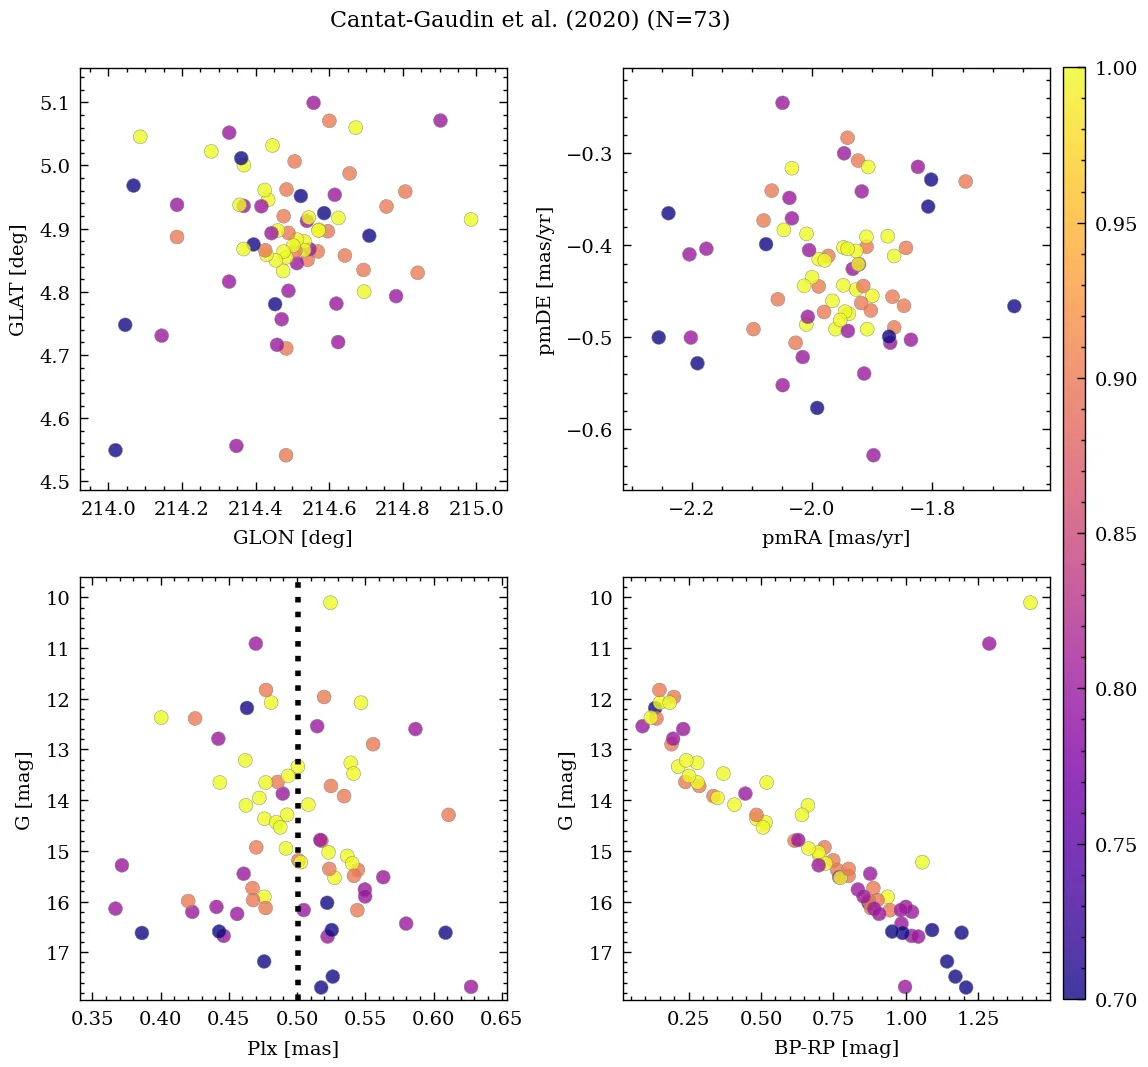 Cantat-Gaudin et al. (2020) (N=73)
5.1
5.0
4.9
4.8
4.7
4.6
4.5
GLAT [deg]
214.0 214.2 214.4 214.6 214.8 215.0
GLON [deg]
−0.3
−0.4
−0.5
−0.6
pmDE [mas/yr]
−2.2 −2.0 −1.8
pmRA [mas/yr]
1.00
0.95
0.90
0.85
0.80
0.75
0.70
10
11
12
13
14
15
16
17
G [mag]
0.35 0.40 0.45 0.50 0.55 0.60 0.65
Plx [mas]
10
11
12
13
14
15
16
17
G [mag]
0.25 0.50 0.75 1.00 1.25
BP-RP [mag]